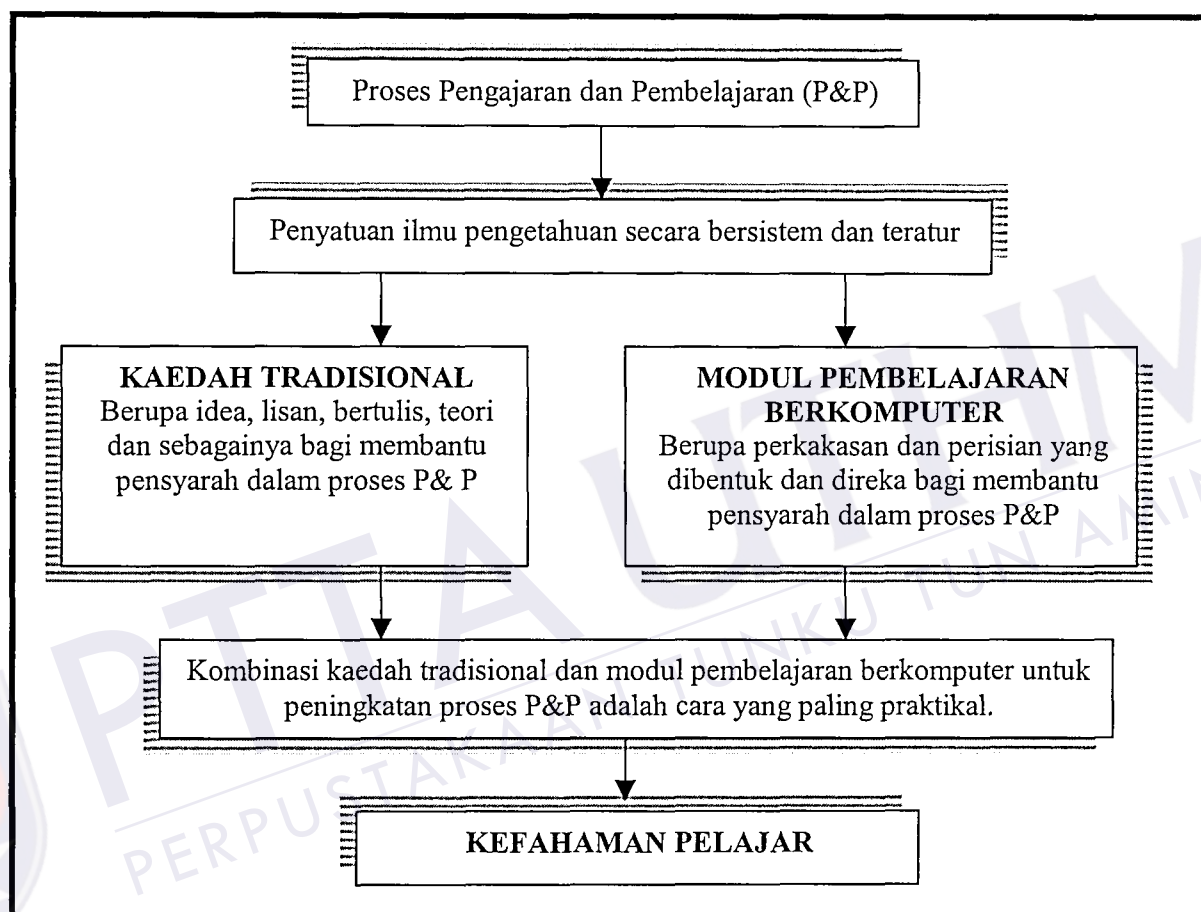 Proses Pengajaran dan Pembelajaran (P&P)
Penyatuan ilmu pengetahuan secara bersistem dan teratur
KAEDAH TRADISIONAL
Berupa idea, lisan, bertulis, teori
dan sebagainya bagi membantu
pensyarah dalam proses P& P
MODUL PEMBELAJARAN
BERKOMPUTER
Berupa perkakasan dan perisian yang
dibentuk dan direka bagi membantu
pensyarah dalam proses P&P
Kombinasi kaedah tradisional dan modul pembelajaran berkomputer untuk
peningkatan proses P&P adalah cara yang paling praktikal.
KEFAHAMAN PELAJAR
PTTA UTHM
PERPUSTAKAAN TUNKU TUN AMIN